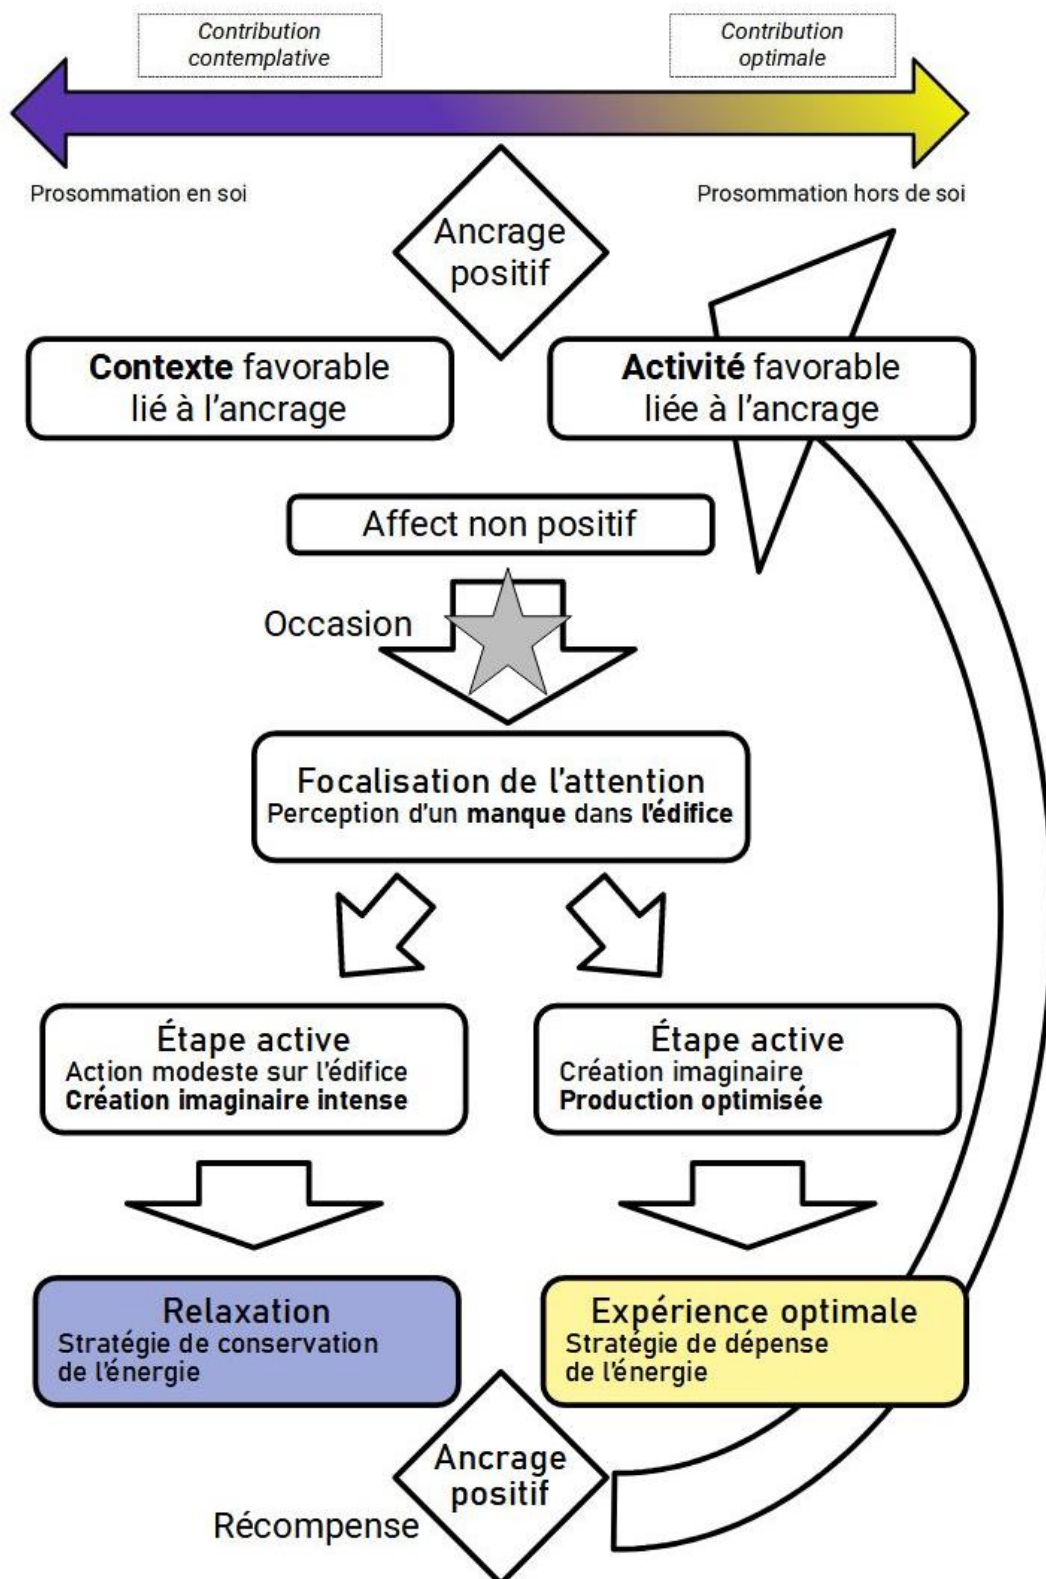 Contribution
contemplative
Contribution
optimale
Prosommation en soi
Prosommation hors de soi
Ancrage
positif
Contexte favorable
lié à l'ancrage
Activité favorable
liée à l'ancrage
Affect non positif
Occasion
Focalisation de l'attention
Perception d'un manque dans l'édifice
Étape active
Action modeste sur l'édifice
Création imaginaire intense
Étape active
Création imaginaire
Production optimisée
Relaxation
Stratégie de conservation
de l'énergie
Expérience optimale
Stratégie de dépense
de l'énergie
Ancrage
positif
Récompense